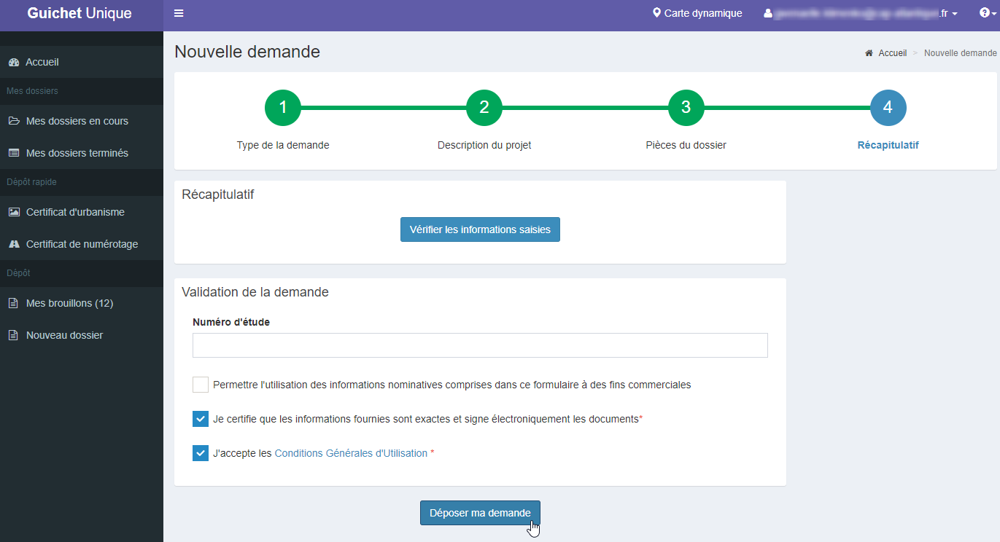 Guichet Unique
Carte dynamique
.fr
?
Nouvelle demande
Accueil > Nouvelle demande
Accueil
Mes dossiers
Mes dossiers en cours
Mes dossiers terminés
Dépôt rapide
Certificat d'urbanisme
Certificat de numérotage
Dépôt
Mes brouillons (12)
Nouveau dossier
1
2
3
4
Type de la demande
Description du projet
Pièces du dossier
Récapitulatif
Récapitulatif
Vérifier les informations saisies
Validation de la demande
Numéro d'étude
Permettre l'utilisation des informations nominatives comprises dans ce formulaire à des fins commerciales
Je certifie que les informations fournies sont exactes et signe électroniquement les documents*
J'accepte les Conditions Générales d'Utilisation *
Déposer ma demande